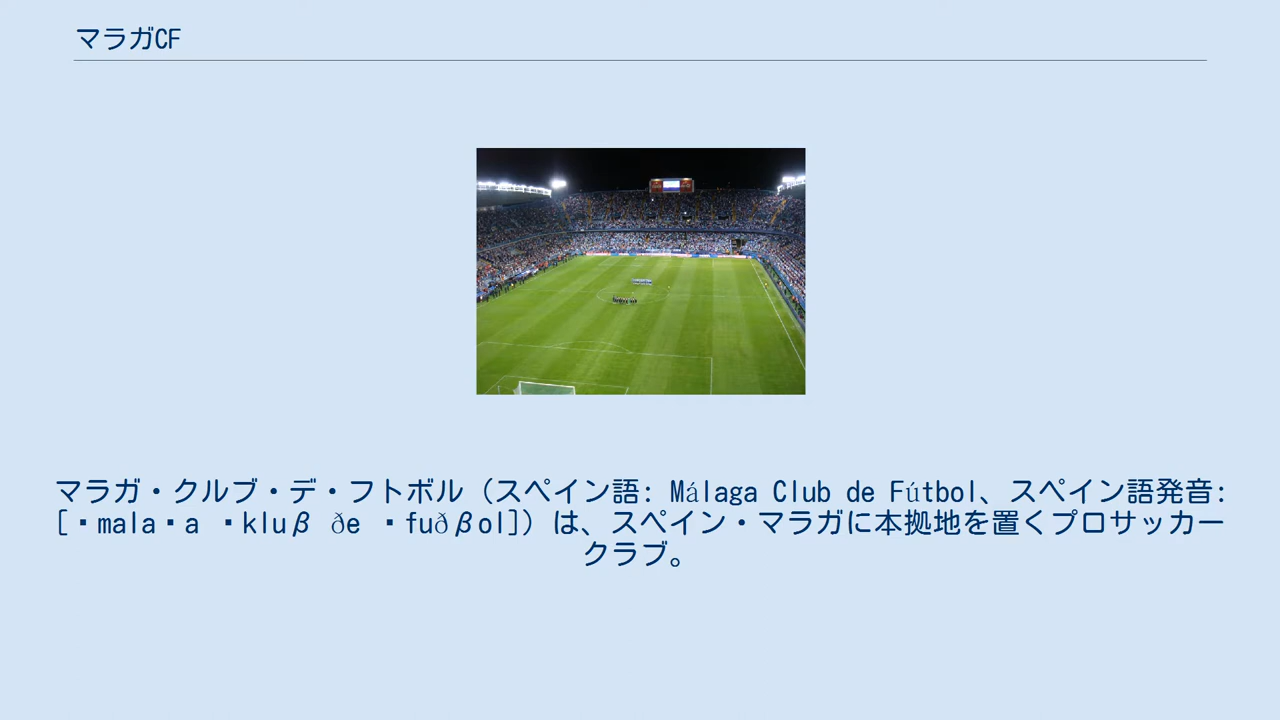 マラガCF
マラガ・クルブ・デ・フトボル（スペイン語: Málaga Club de Fútbol、スペイン語発音:
[・mala・a ・kluβ ðe ・fuðβol]）は、スペイン・マラガに本拠地を置くプロサッカー
クラブ。